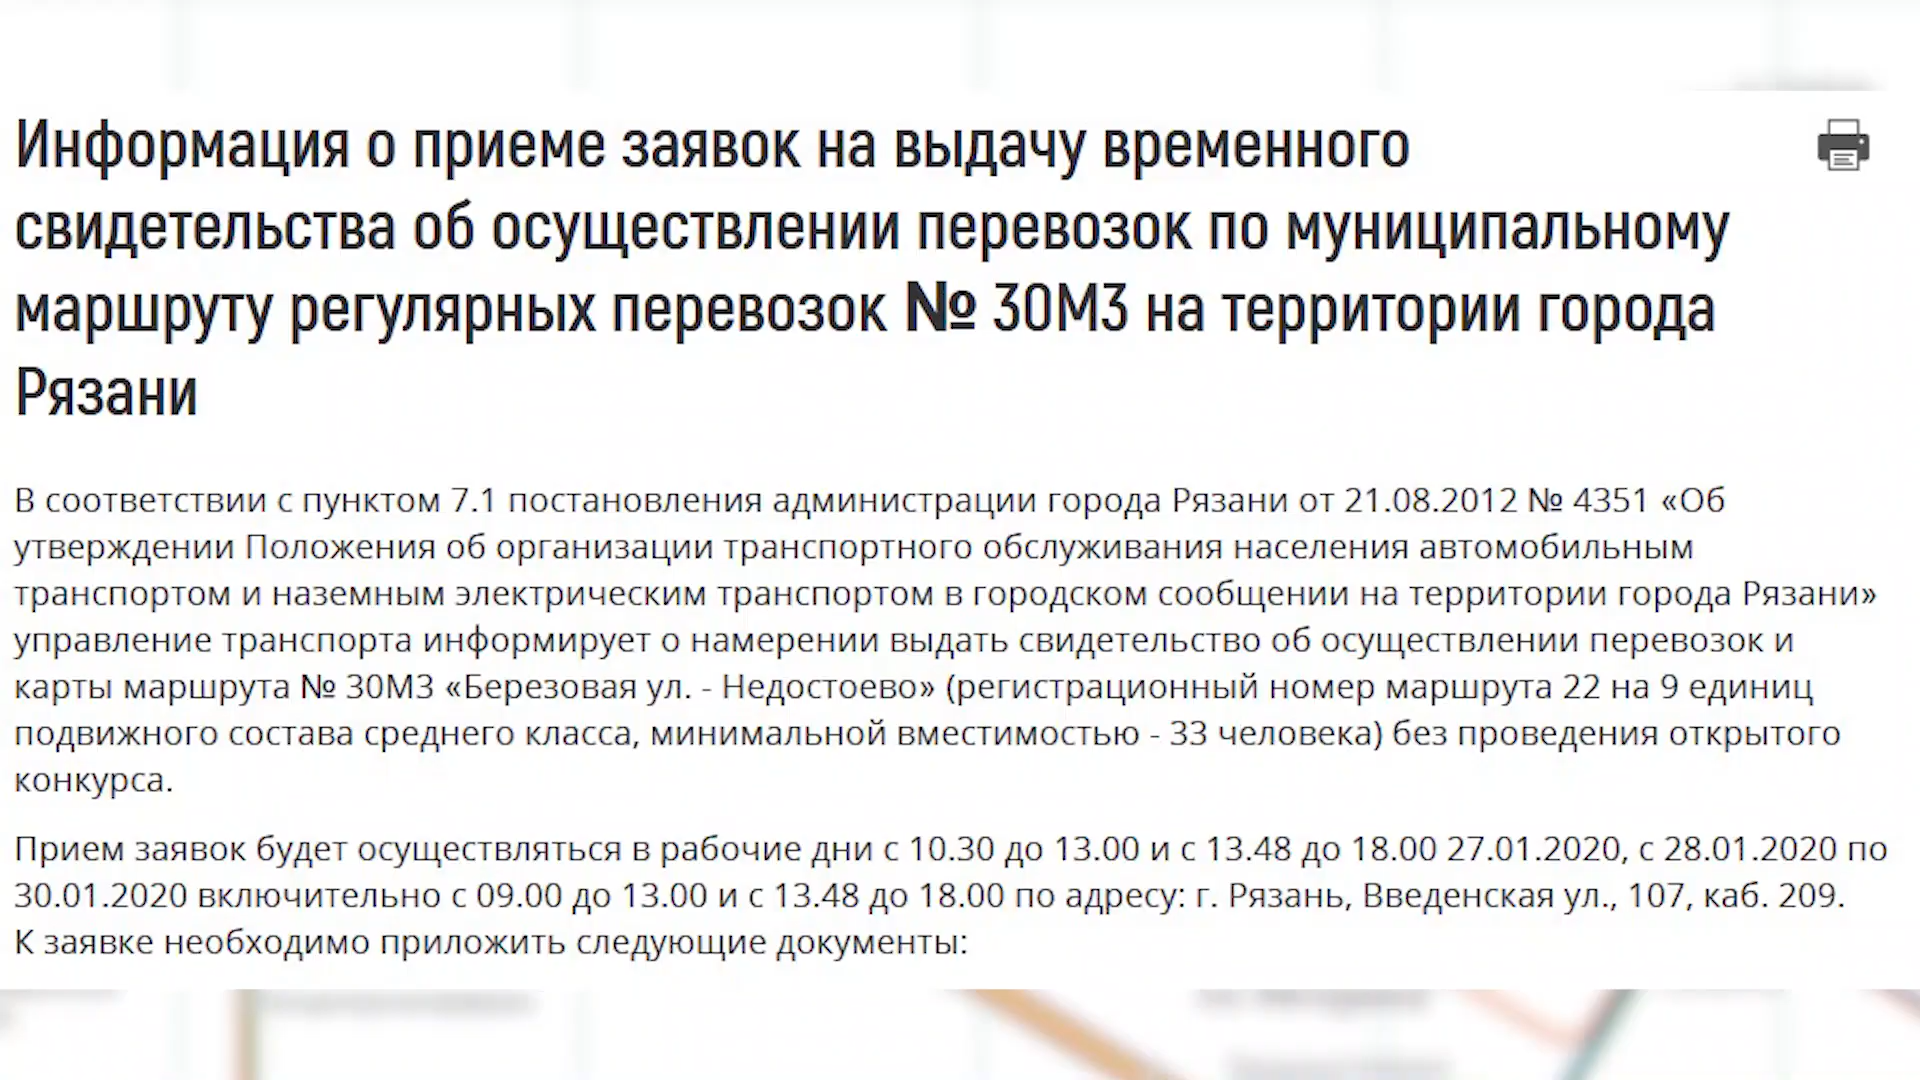 Информация о приеме заявок на выдачу временного
свидетельства об осуществлении перевозок по муниципальному
маршруту регулярных перевозок № 30М3 на территории города
Рязани
В соответствии с пунктом 7.1 постановления администрации города Рязани от 21.08.2012 № 4351 «Об
утверждении Положения об организации транспортного обслуживания населения автомобильным
транспортом и наземным электрическим транспортом в городском сообщении на территории города Рязани»
управление транспорта информирует о намерении выдать свидетельство об осуществлении перевозок и
карты маршрута № 30М3 «Березовая ул. - Недостоево» (регистрационный номер маршрута 22 на 9 единиц
подвижного состава среднего класса, минимальной вместимостью - 33 человека) без проведения открытого
конкурса.
Прием заявок будет осуществляться в рабочие дни с 10.30 до 13.00 и с 13.48 до 18.00 27.01.2020, с 28.01.2020 по
30.01.2020 включительно с 09.00 до 13.00 и с 13.48 до 18.00 по адресу: г. Рязань, Введенская ул., 107, каб. 209.
К заявке необходимо приложить следующие документы: